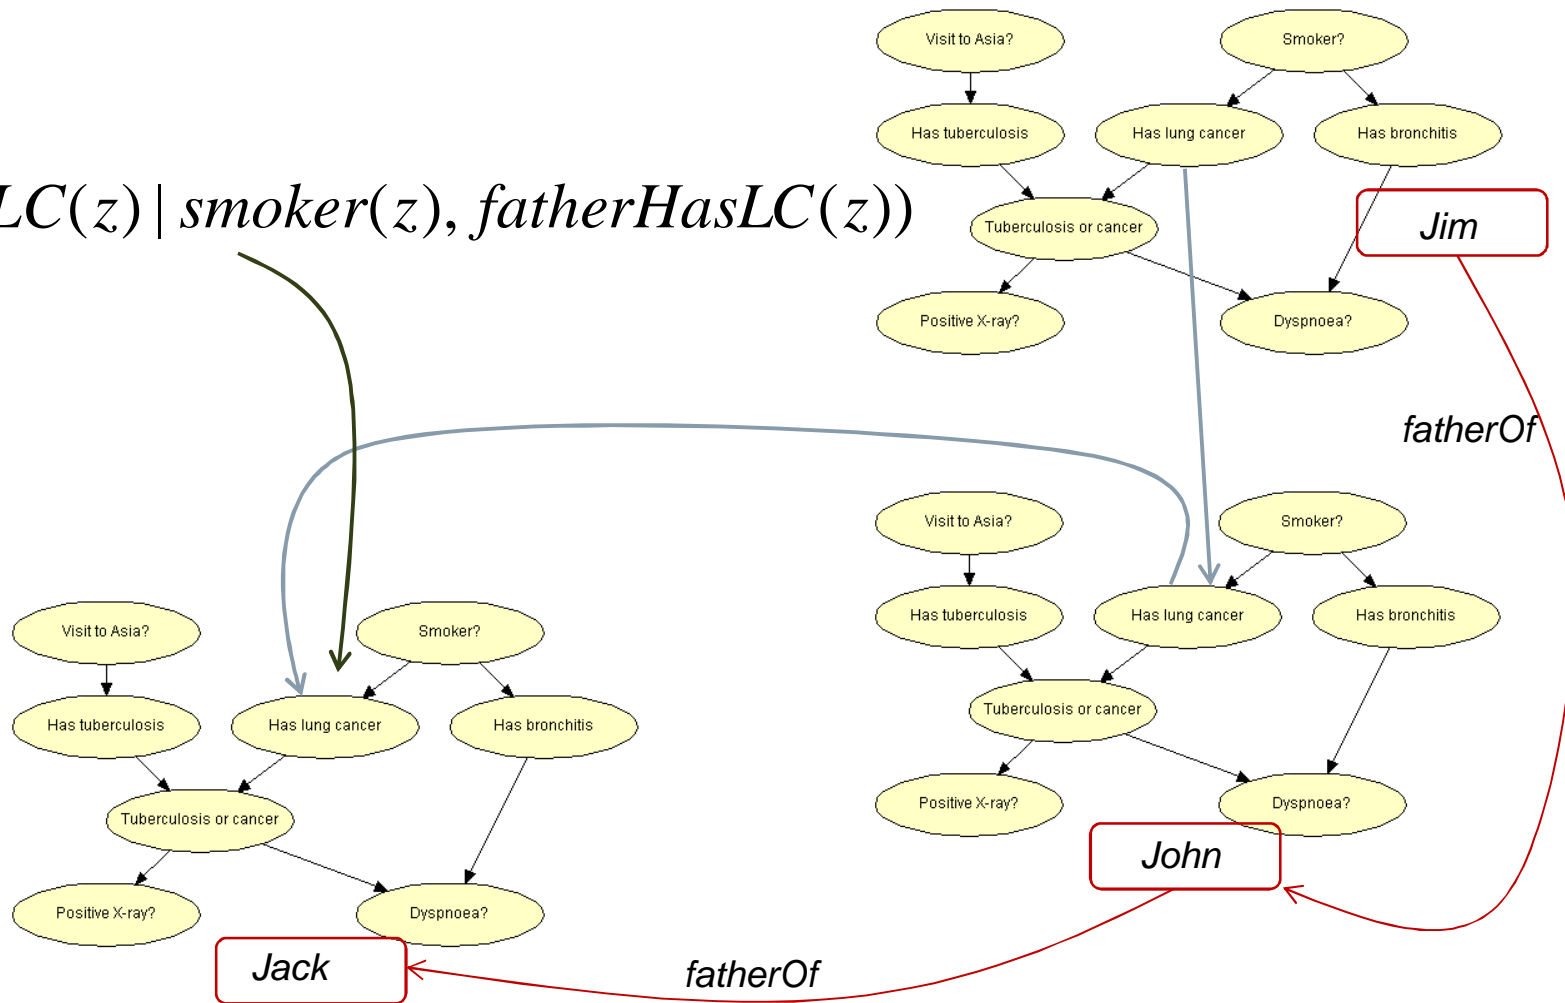 Visit to Asia?
Smoker?
Has tuberculosis
Has lung cancer
Has bronchitis
LC(z) | smoker(z), fatherHasLC(z))
Tuberculosis or cancer
Jim
Positive X-ray?
Dyspnoea?
fatherOf
Visit to Asia?
Smoker?
Has tuberculosis
Has lung cancer
Has bronchitis
Tuberculosis or cancer
Positive X-ray?
Dyspnoea?
John
Visit to Asia?
Smoker?
Has tuberculosis
Has lung cancer
Has bronchitis
Tuberculosis or cancer
Positive X-ray?
Dyspnoea?
Jack
fatherOf